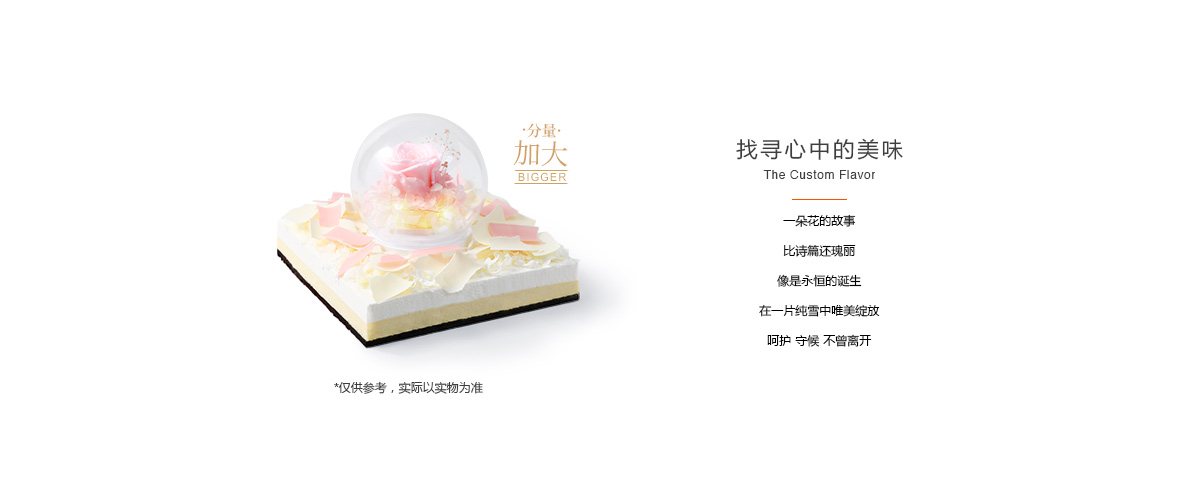 ·分量·
加大
BIGGER
找寻心中的美味
The Custom Flavor
一朵花的故事
比诗篇还瑰丽
像是永恒的诞生
在一片纯雪中唯美绽放
呵护 守候 不曾离开
*仅供参考，实际以实物为准